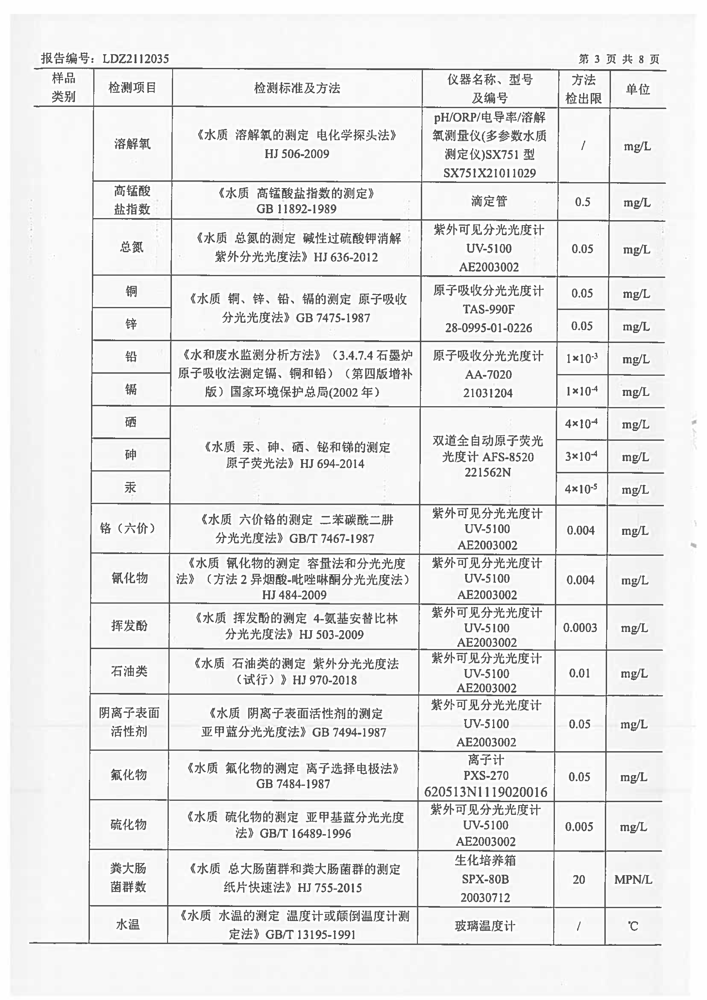 报告编号：LDZ2112035
第 3 页 共 8 页
样品
类别
检测项目
检测标准及方法
仪器名称、型号
及编号
方法
检出限
单位
溶解氧
《水质 溶解氧的测定 电化学探头法》
HJ 506-2009
pH/ORP/电导率/溶解
氧测量仪(多参数水质
测定仪)SX751 型
SX751X21011029
/
mg/L
高锰酸
盐指数
《水质 高锰酸盐指数的测定》
GB 11892-1989
滴定管
0.5
mg/L
总氮
《水质 总氮的测定 碱性过硫酸钾消解
紫外分光光度法》HJ 636-2012
紫外可见分光光度计
UV-5100
AE2003002
0.05
mg/L
铜
锌
《水质 铜、锌、铅、镉的测定 原子吸收
分光光度法》GB 7475-1987
原子吸收分光光度计
TAS-990F
28-0995-01-0226
0.05
mg/L
0.05
mg/L
铅
镉
《水和废水监测分析方法》（3.4.7.4 石墨炉
原子吸收法测定镉、铜和铅）（第四版增补
版）国家环境保护总局(2002 年）
原子吸收分光光度计
AA-7020
21031204
1×10-3
mg/L
1×10-4
mg/L
硒
砷
汞
《水质 汞、砷、硒、铋和锑的测定
原子荧光法》HJ 694-2014
双道全自动原子荧光
光度计 AFS-8520
221562N
4×10-4
mg/L
3×10-4
mg/L
4×10-5
mg/L
铬（六价）
《水质 六价铬的测定 二苯碳酰二肼
分光光度法》GB/T 7467-1987
紫外可见分光光度计
UV-5100
AE2003002
0.004
mg/L
氰化物
《水质 氰化物的测定 容量法和分光光度
法》（方法 2 异烟酸-吡唑啉酮分光光度法）
HJ 484-2009
紫外可见分光光度计
UV-5100
AE2003002
0.004
mg/L
挥发酚
《水质 挥发酚的测定 4-氨基安替比林
分光光度法》HJ 503-2009
紫外可见分光光度计
UV-5100
AE2003002
0.0003
mg/L
石油类
《水质 石油类的测定 紫外分光光度法
（试行）》HJ 970-2018
紫外可见分光光度计
UV-5100
AE2003002
0.01
mg/L
阴离子表面
活性剂
《水质 阴离子表面活性剂的测定
亚甲蓝分光光度法》GB 7494-1987
紫外可见分光光度计
UV-5100
AE2003002
0.05
mg/L
氟化物
《水质 氟化物的测定 离子选择电极法》
GB 7484-1987
离子计
PXS-270
620513N1119020016
0.05
mg/L
硫化物
《水质 硫化物的测定 亚甲基蓝分光光度
法》GB/T 16489-1996
紫外可见分光光度计
UV-5100
AE2003002
0.005
mg/L
粪大肠
菌群数
《水质 总大肠菌群和粪大肠菌群的测定
纸片快速法》HJ 755-2015
生化培养箱
SPX-80B
20030712
20
MPN/L
水温
《水质 水温的测定 温度计或颠倒温度计测
定法》GB/T 13195-1991
玻璃温度计
/
℃